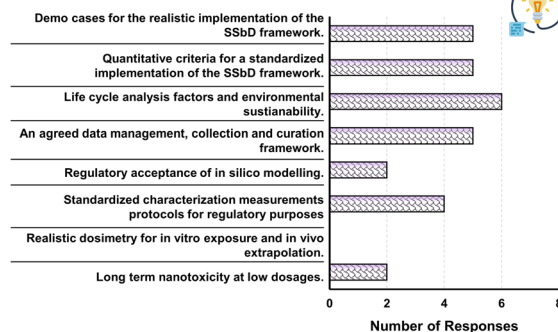 Demo cases for the realistic implementation of the
SSbD framework.
Quantitative criteria for a standardized
implementation of the SSbD framework.
Life cycle analysis factors and environmental
sustianability.
An agreed data management, collection and curation
framework.
Regulatory acceptance of in silico modelling.
Standardized characterization measurements
protocols for regulatory purposes
Realistic dosimetry for in vitro exposure and in vivo
extrapolation.
Long term nanotoxicity at low dosages.
0 2 4 6 8
Number of Responses